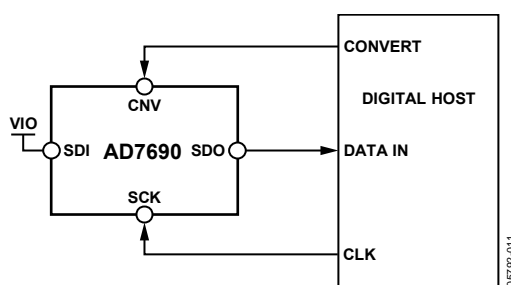 CONVERT
CNV
DIGITAL HOST
VIO
SDI AD7690 SDO
DATA IN
SCK
CLK